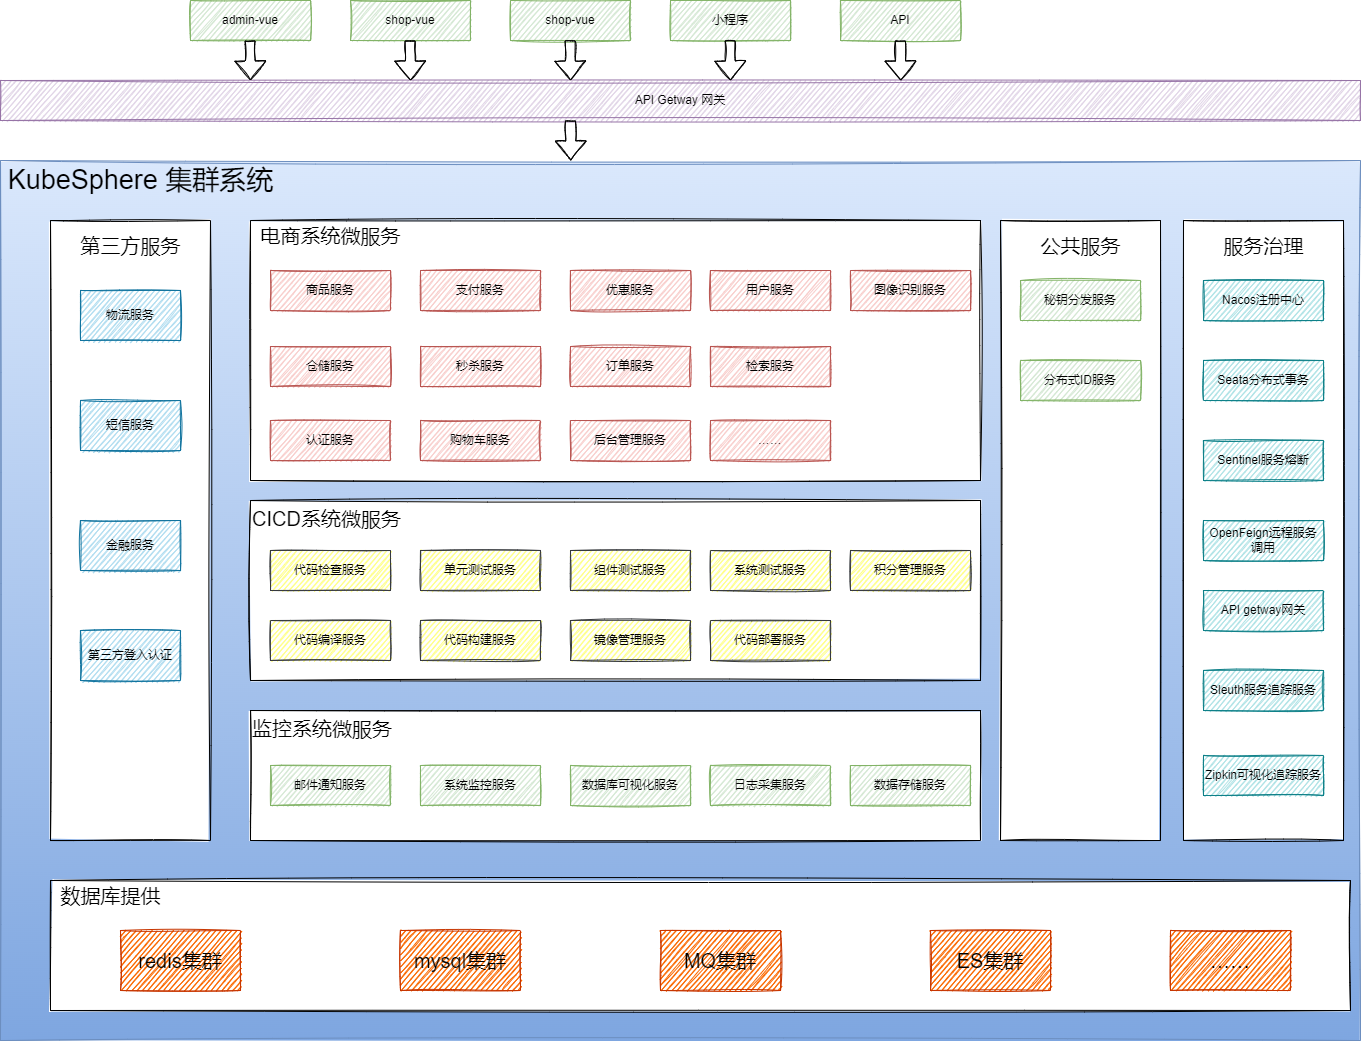 admin-vue
shop-vue
shop-vue
小程序
API
API Getway 网关
KubeSphere 集群系统
第三方服务
物流服务
短信服务
金融服务
第三方登入认证
电商系统微服务
商品服务
支付服务
优惠服务
用户服务
图像识别服务
仓储服务
秒杀服务
订单服务
检索服务
认证服务
购物车服务
后台管理服务
……
CICD系统微服务
代码检查服务
单元测试服务
组件测试服务
系统测试服务
积分管理服务
代码编译服务
代码构建服务
镜像管理服务
代码部署服务
监控系统微服务
邮件通知服务
系统监控服务
数据库可视化服务
日志采集服务
数据存储服务
公共服务
秘钥分发服务
分布式ID服务
服务治理
Nacos注册中心
Seata分布式事务
Sentinel服务熔断
OpenFeign远程服务
调用
API getway网关
Sleuth服务追踪服务
Zipkin可视化追踪服务
数据库提供
redis集群
mysql集群
MQ集群
ES集群
……